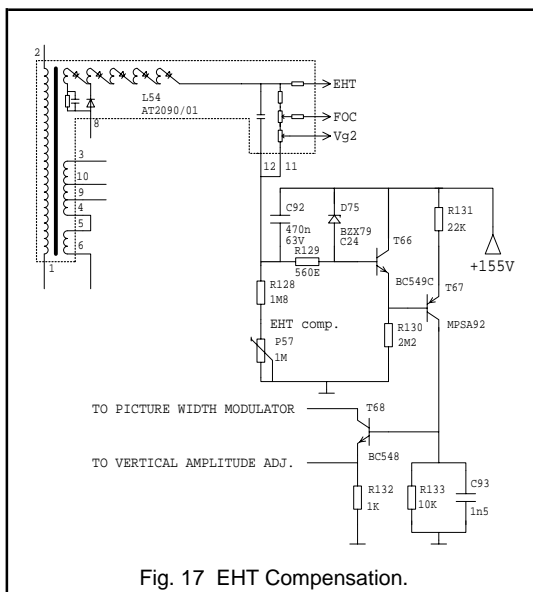 2
L54
AT2090/01
EHT
FOC
Vg2
8
3
10
9
4
5
6
1
12 11
C92
470n
63V
D75
BZX79
C24
R129
560E
T66
BC549C
R131
22K
+155V
T67
MPSA92
R128
1M8
EHT comp.
P57
1M
R130
2M2
TO PICTURE WIDTH MODULATOR
T68
BC548
TO VERTICAL AMPLITUDE ADJ.
R132
1K
R133
10K
C93
1n5
Fig. 17 EHT Compensation.